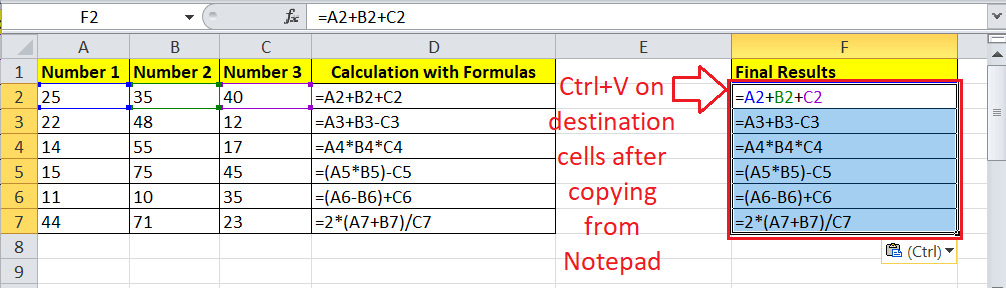 F2 fx =A2+B2+C2
A B C D E F
1 Number 1 Number 2 Number 3 Calculation with Formulas Final Results
2 25 35 40 =A2+B2+C2 =A2+B2+C2
3 22 48 12 =A3+B3-C3 =A3+B3-C3
4 14 55 17 =A4*B4*C4 =A4*B4*C4
5 15 75 45 =(A5*B5)-C5 =(A5*B5)-C5
6 11 10 35 =(A6-B6)+C6 =(A6-B6)+C6
7 44 71 23 =2*(A7+B7)/C7 =2*(A7+B7)/C7
8
9
Ctrl+V on
destination
cells after
copying
from
Notepad
(Ctrl)